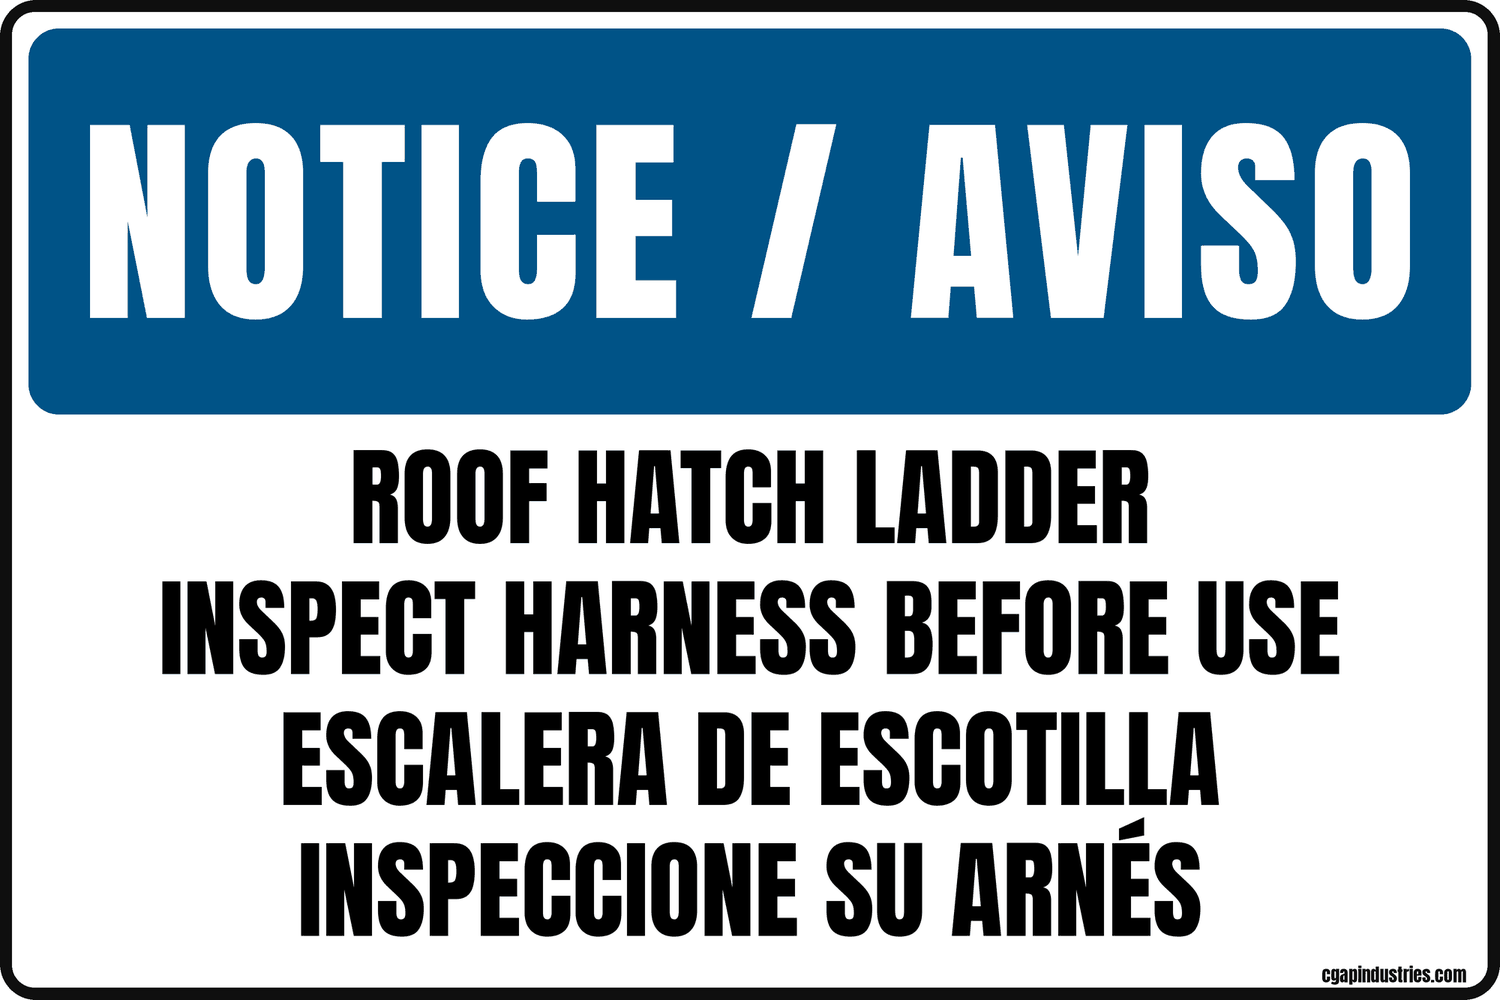 NOTICE / AVISO
ROOF HATCH LADDER
INSPECT HARNESS BEFORE USE
ESCALERA DE ESCOTILLA
INSPECCIONE SU ARNÉS
cgapindustries.com